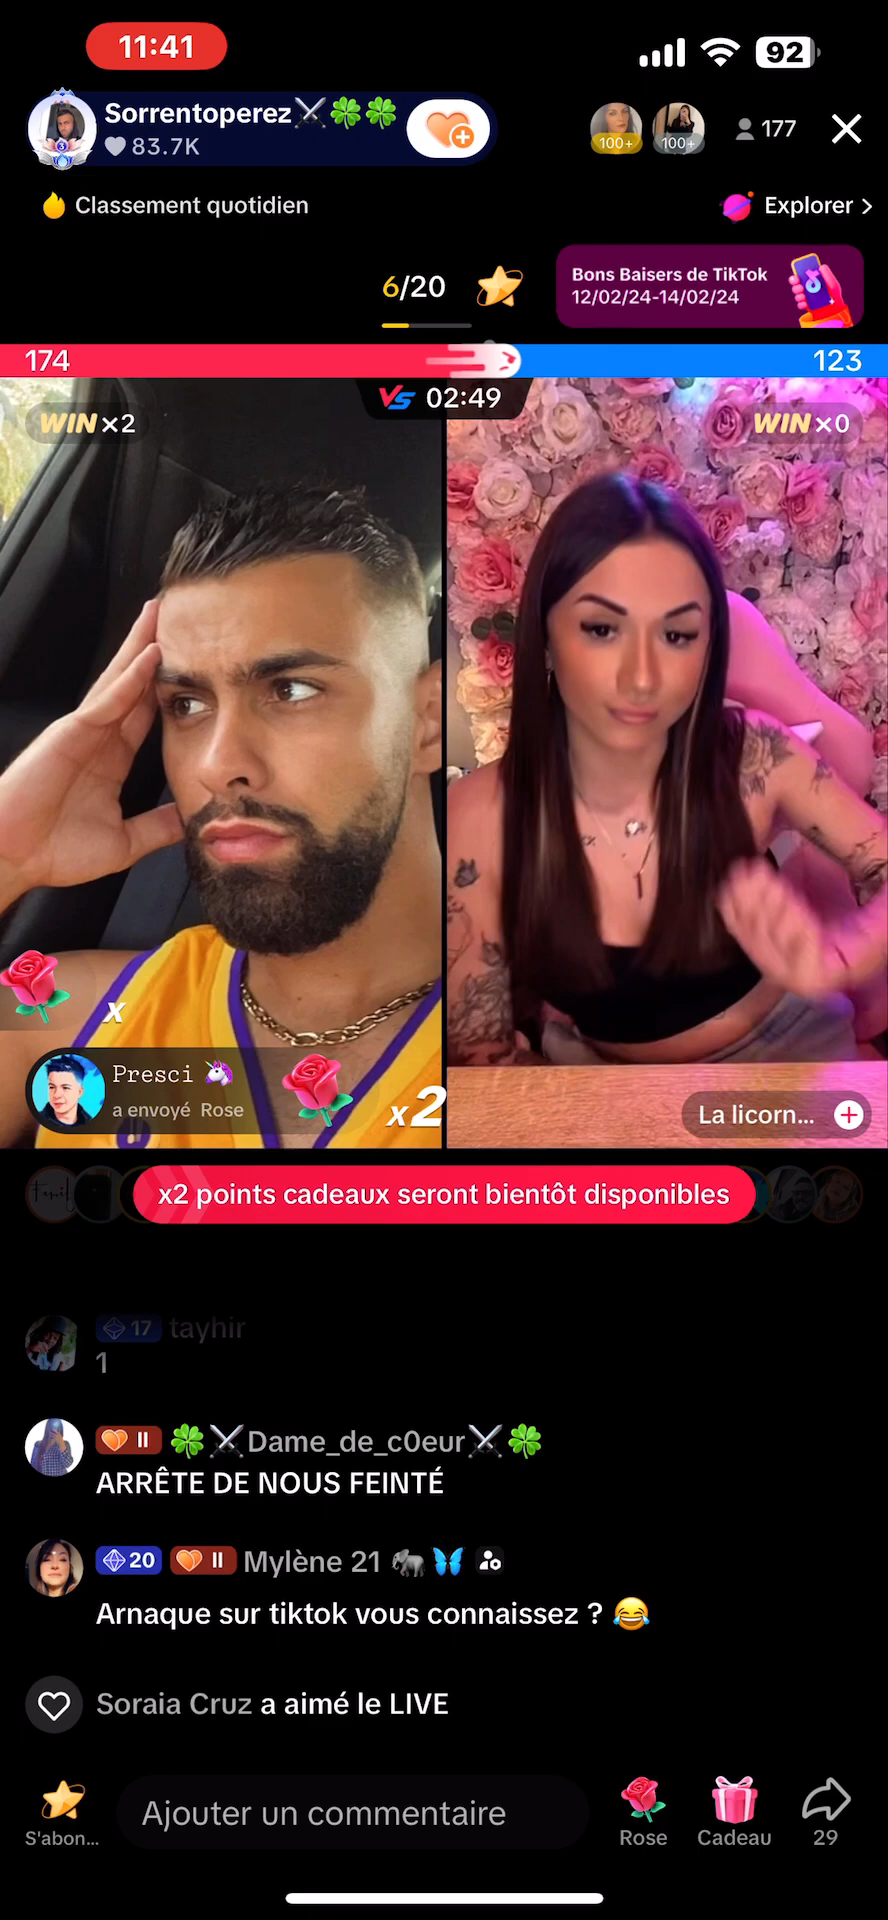 11:41
92
Sorrentoperez⚔️🍀🍀
83.7K
100+
100+
177
Classement quotidien
Explorer
6/20
Bons Baisers de TikTok
12/02/24-14/02/24
174
123
VS 02:49
WIN x2
WIN x0
x
Presci 🦄
a envoyé Rose
x2
La licorn...
x2 points cadeaux seront bientôt disponibles
17 tayhir
1
II 🍀⚔️Dame_de_c0eur⚔️🍀
ARRÊTE DE NOUS FEINTÉ
20 II Mylène 21 🐘🦋
Arnaque sur tiktok vous connaissez ? 😂
Soraia Cruz a aimé le LIVE
S'abon...
Ajouter un commentaire
Rose
Cadeau
29